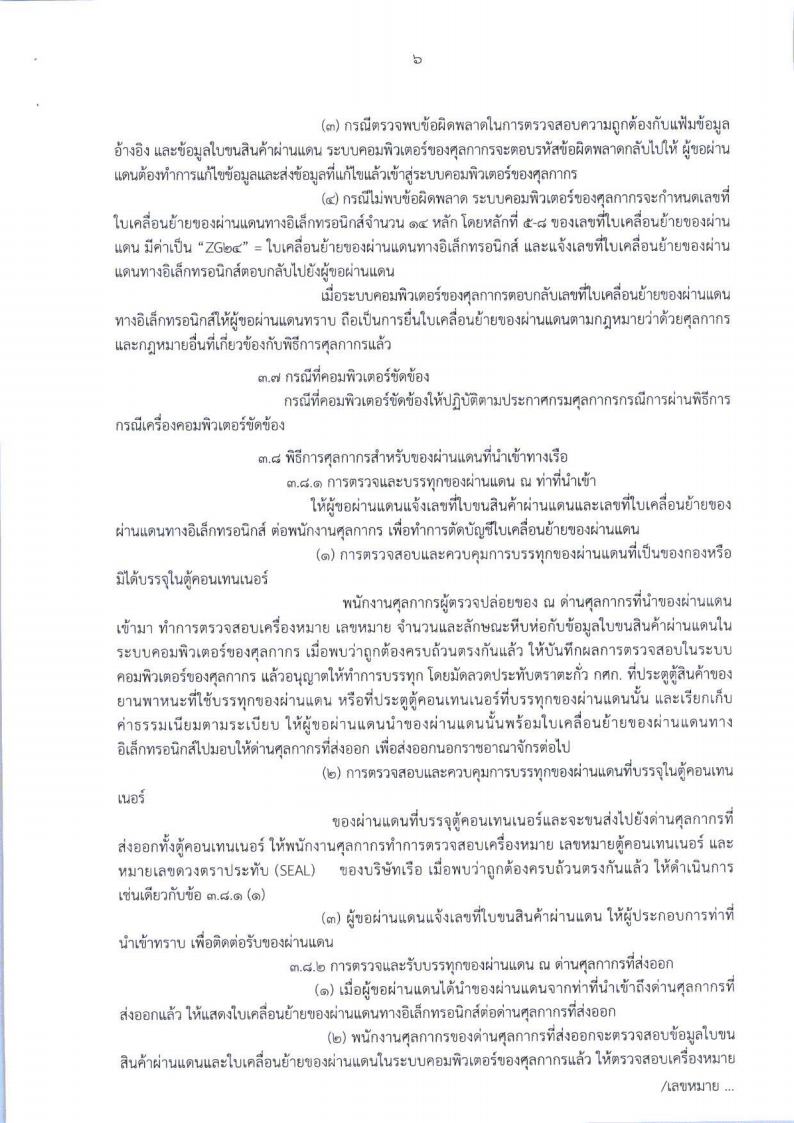 ๖
(๓) กรณีตรวจพบข้อผิดพลาดในการตรวจสอบความถูกต้องกับแฟ้มข้อมูล
อ้างอิง และข้อมูลใบขนสินค้าผ่านแดน ระบบคอมพิวเตอร์ของศุลกากรจะตอบรหัสข้อผิดพลาดกลับไปให้ ผู้ขอผ่าน
แดนต้องทำการแก้ไขข้อมูลและส่งข้อมูลที่แก้ไขแล้วเข้าสู่ระบบคอมพิวเตอร์ของศุลกากร
(๔) กรณีไม่พบข้อผิดพลาด ระบบคอมพิวเตอร์ของศุลกากรจะกำหนดเลขที่
ใบเคลื่อนย้ายของผ่านแดนทางอิเล็กทรอนิกส์จำนวน ๑๔ หลัก โดยหลักที่ ๕-๘ ของเลขที่ใบเคลื่อนย้ายของผ่าน
แดน มีค่าเป็น “ZG๒๔” = ใบเคลื่อนย้ายของผ่านแดนทางอิเล็กทรอนิกส์ และแจ้งเลขที่ใบเคลื่อนย้ายของผ่าน
แดนทางอิเล็กทรอนิกส์ตอบกลับไปยังผู้ขอผ่านแดน
เมื่อระบบคอมพิวเตอร์ของศุลกากรตอบกลับเลขที่ใบเคลื่อนย้ายของผ่านแดน
ทางอิเล็กทรอนิกส์ให้ผู้ขอผ่านแดนทราบ ถือเป็นการยื่นใบเคลื่อนย้ายของผ่านแดนตามกฎหมายว่าด้วยศุลกากร
และกฎหมายอื่นที่เกี่ยวข้องกับพิธีการศุลกากรแล้ว
๓.๗ กรณีที่คอมพิวเตอร์ขัดข้อง
กรณีที่คอมพิวเตอร์ขัดข้องให้ปฏิบัติตามประกาศกรมศุลกากรกรณีการผ่านพิธีการ
กรณีเครื่องคอมพิวเตอร์ขัดข้อง
๓.๘ พิธีการศุลกากรสำหรับของผ่านแดนที่นำเข้าทางเรือ
๓.๘.๑ การตรวจและบรรทุกของผ่านแดน ณ ท่าที่นำเข้า
ให้ผู้ขอผ่านแดนแจ้งเลขที่ใบขนสินค้าผ่านแดนและเลขที่ใบเคลื่อนย้ายของ
ผ่านแดนทางอิเล็กทรอนิกส์ ต่อพนักงานศุลกากร เพื่อทำการตัดบัญชีใบเคลื่อนย้ายของผ่านแดน
(๑) การตรวจสอบและควบคุมการบรรทุกของผ่านแดนที่เป็นของกองหรือ
มิได้บรรจุในตู้คอนเทนเนอร์
พนักงานศุลกากรผู้ตรวจปล่อยของ ณ ด่านศุลกากรที่นำของผ่านแดน
เข้ามา ทำการตรวจสอบเครื่องหมาย เลขหมาย จำนวนและลักษณะหีบห่อกับข้อมูลใบขนสินค้าผ่านแดนใน
ระบบคอมพิวเตอร์ของศุลกากร เมื่อพบว่าถูกต้องครบถ้วนตรงกันแล้ว ให้บันทึกผลการตรวจสอบในระบบ
คอมพิวเตอร์ของศุลกากร แล้วอนุญาตให้ทำการบรรทุก โดยมัดลวดประทับตราตะกั่ว กศก. ที่ประตูตู้สินค้าของ
ยานพาหนะที่ใช้บรรทุกของผ่านแดน หรือที่ประตูตู้คอนเทนเนอร์ที่บรรทุกของผ่านแดนนั้น และเรียกเก็บ
ค่าธรรมเนียมตามระเบียบ ให้ผู้ขอผ่านแดนนำของผ่านแดนนั้นพร้อมใบเคลื่อนย้ายของผ่านแดนทาง
อิเล็กทรอนิกส์ไปมอบให้ด่านศุลกากรที่ส่งออก เพื่อส่งออกนอกราชอาณาจักรต่อไป
(๒) การตรวจสอบและควบคุมการบรรทุกของผ่านแดนที่บรรจุในตู้คอนเทน
เนอร์
ของผ่านแดนที่บรรจุตู้คอนเทนเนอร์และจะขนส่งไปยังด่านศุลกากรที่
ส่งออกทั้งตู้คอนเทนเนอร์ ให้พนักงานศุลกากรทำการตรวจสอบเครื่องหมาย เลขหมายตู้คอนเทนเนอร์ และ
หมายเลขดวงตราประทับ (SEAL) ของบริษัทเรือ เมื่อพบว่าถูกต้องครบถ้วนตรงกันแล้ว ให้ดำเนินการ
เช่นเดียวกับข้อ ๓.๘.๑ (๑)
(๓) ผู้ขอผ่านแดนแจ้งเลขที่ใบขนสินค้าผ่านแดน ให้ผู้ประกอบการท่าที่
นำเข้าทราบ เพื่อติดต่อรับของผ่านแดน
๓.๘.๒ การตรวจและรับบรรทุกของผ่านแดน ณ ด่านศุลกากรที่ส่งออก
(๑) เมื่อผู้ขอผ่านแดนได้นำของผ่านแดนจากท่าที่นำเข้าถึงด่านศุลกากรที่
ส่งออกแล้ว ให้แสดงใบเคลื่อนย้ายของผ่านแดนทางอิเล็กทรอนิกส์ต่อด่านศุลกากรที่ส่งออก
(๒) พนักงานศุลกากรของด่านศุลกากรที่ส่งออกจะตรวจสอบข้อมูลใบขน
สินค้าผ่านแดนและใบเคลื่อนย้ายของผ่านแดนในระบบคอมพิวเตอร์ของศุลกากรแล้ว ให้ตรวจสอบเครื่องหมาย
/เลขหมาย ...